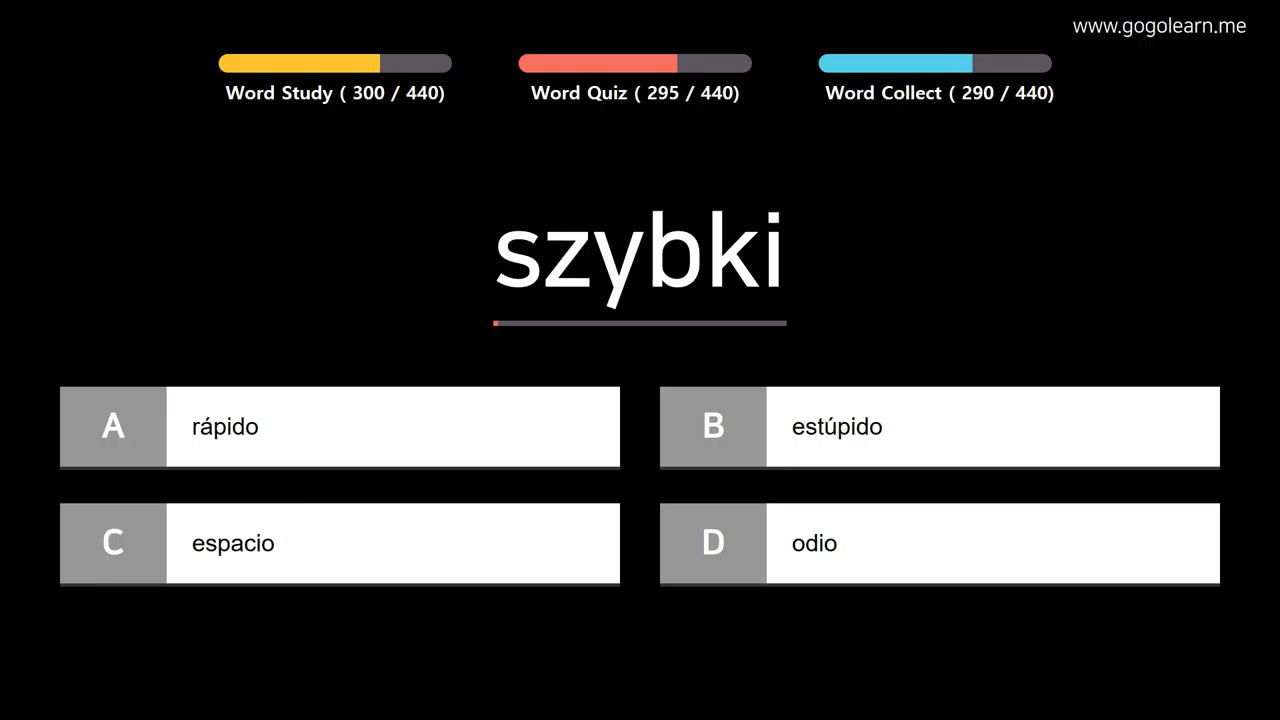 www.gogolearn.me
Word Study ( 300 / 440)
Word Quiz ( 295 / 440)
Word Collect ( 290 / 440)
szybki
A rápido
B estúpido
C espacio
D odio